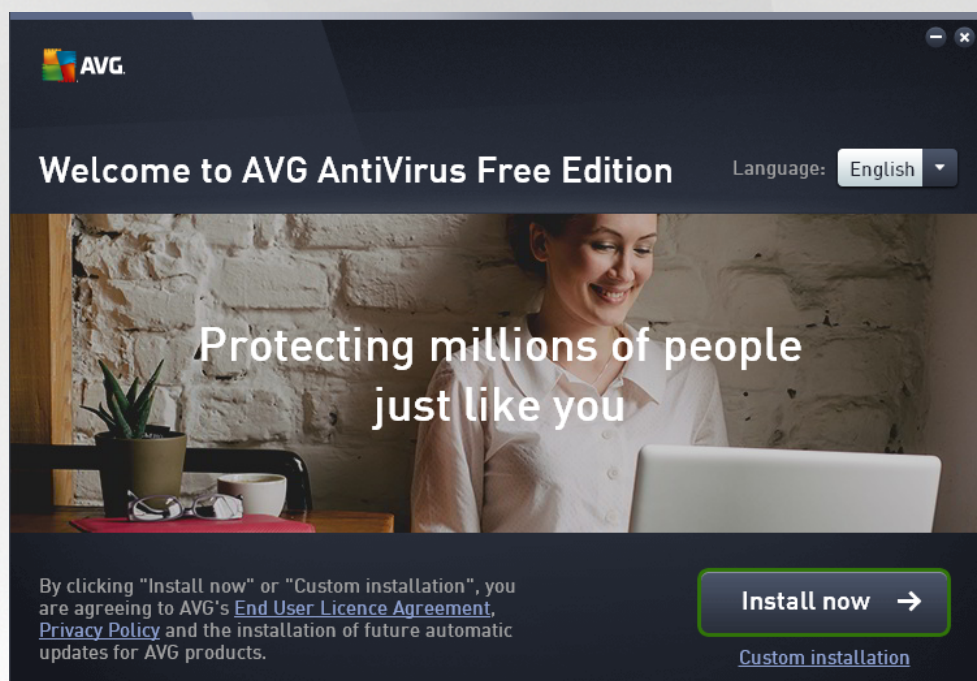 AVG
Welcome to AVG AntiVirus Free Edition
Language: English
Protecting millions of people
just like you
By clicking "Install now" or "Custom installation", you
are agreeing to AVG's End User Licence Agreement,
Privacy Policy and the installation of future automatic
updates for AVG products.
Install now
Custom installation